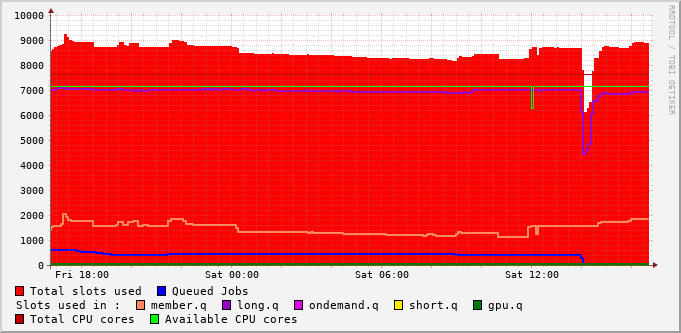 10000
9000
8000
7000
6000
5000
4000
3000
2000
1000
0
Fri 18:00 Sat 00:00 Sat 06:00 Sat 12:00
RRDTOOL / TOBI OETIKER
Total slots used Queued Jobs
Slots used in : member.q long.q ondemand.q short.q gpu.q
Total CPU cores Available CPU cores